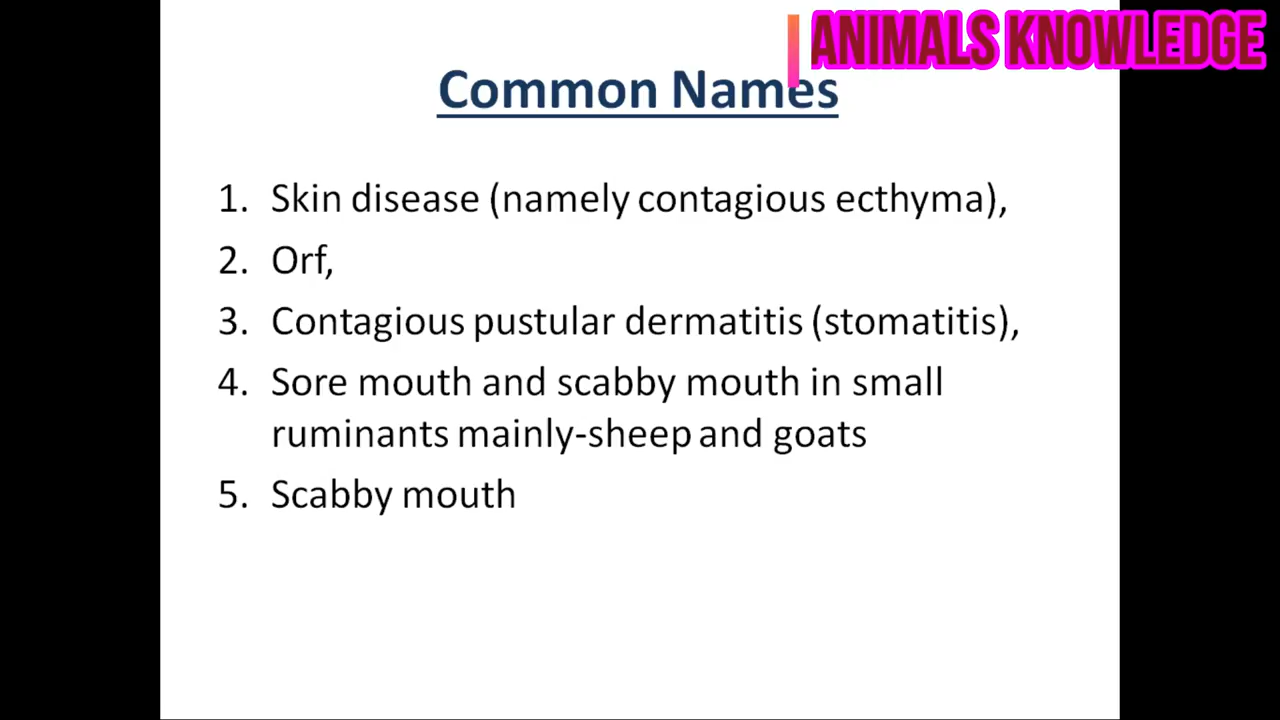 ANIMALS KNOWLEDGE
Common Names
1. Skin disease (namely contagious ecthyma),
2. Orf,
3. Contagious pustular dermatitis (stomatitis),
4. Sore mouth and scabby mouth in small
ruminants mainly-sheep and goats
5. Scabby mouth